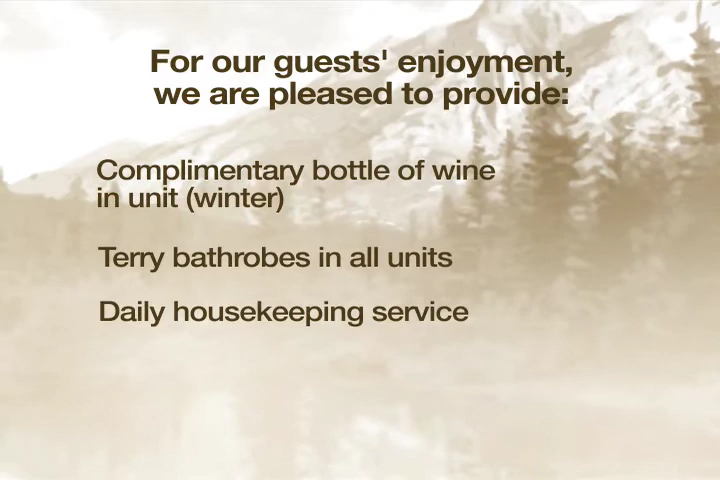 For our guests' enjoyment,
we are pleased to provide:
Complimentary bottle of wine
in unit (winter)
Terry bathrobes in all units
Daily housekeeping service